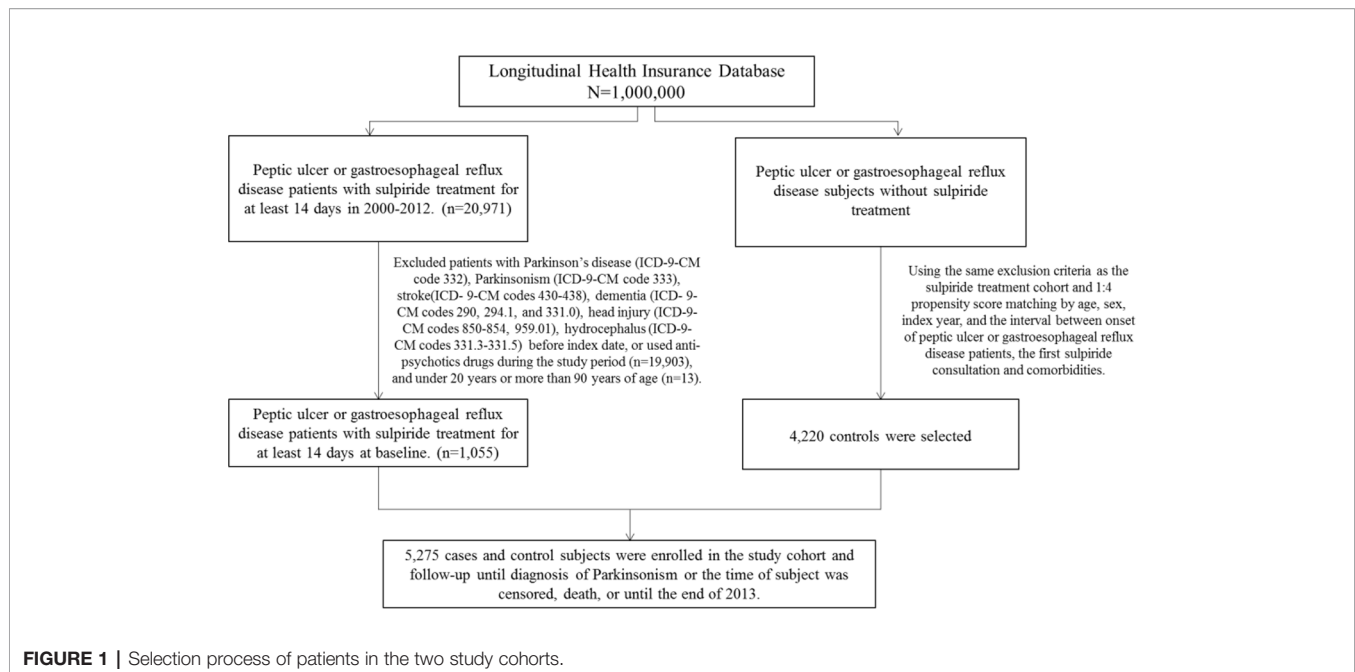 Longitudinal Health Insurance Database
N=1,000,000
Peptic ulcer or gastroesophageal reflux
disease patients with sulpiride treatment for
at least 14 days in 2000-2012. (n=20,971)
Peptic ulcer or gastroesophageal reflux
disease subjects without sulpiride
treatment
Excluded patients with Parkinson's disease (ICD-9-CM
code 332), Parkinsonism (ICD-9-CM code 333),
stroke(ICD- 9-CM codes 430-438), dementia (ICD- 9-
CM codes 290, 294.1, and 331.0), head injury (ICD-9-
CM codes 850-854, 959.01), hydrocephalus (ICD-9-
CM codes 331.3-331.5) before index date, or used anti-
psychotics drugs during the study period (n=19,903),
and under 20 years or more than 90 years of age (n=13).
Using the same exclusion criteria as the
sulpiride treatment cohort and 1:4
propensity score matching by age, sex,
index year, and the interval between onset
of peptic ulcer or gastroesophageal reflux
disease patients, the first sulpiride
consultation and comorbidities.
Peptic ulcer or gastroesophageal reflux
disease patients with sulpiride treatment for
at least 14 days at baseline. (n=1,055)
4,220 controls were selected
5,275 cases and control subjects were enrolled in the study cohort and
follow-up until diagnosis of Parkinsonism or the time of subject was
censored, death, or until the end of 2013.
FIGURE 1 | Selection process of patients in the two study cohorts.